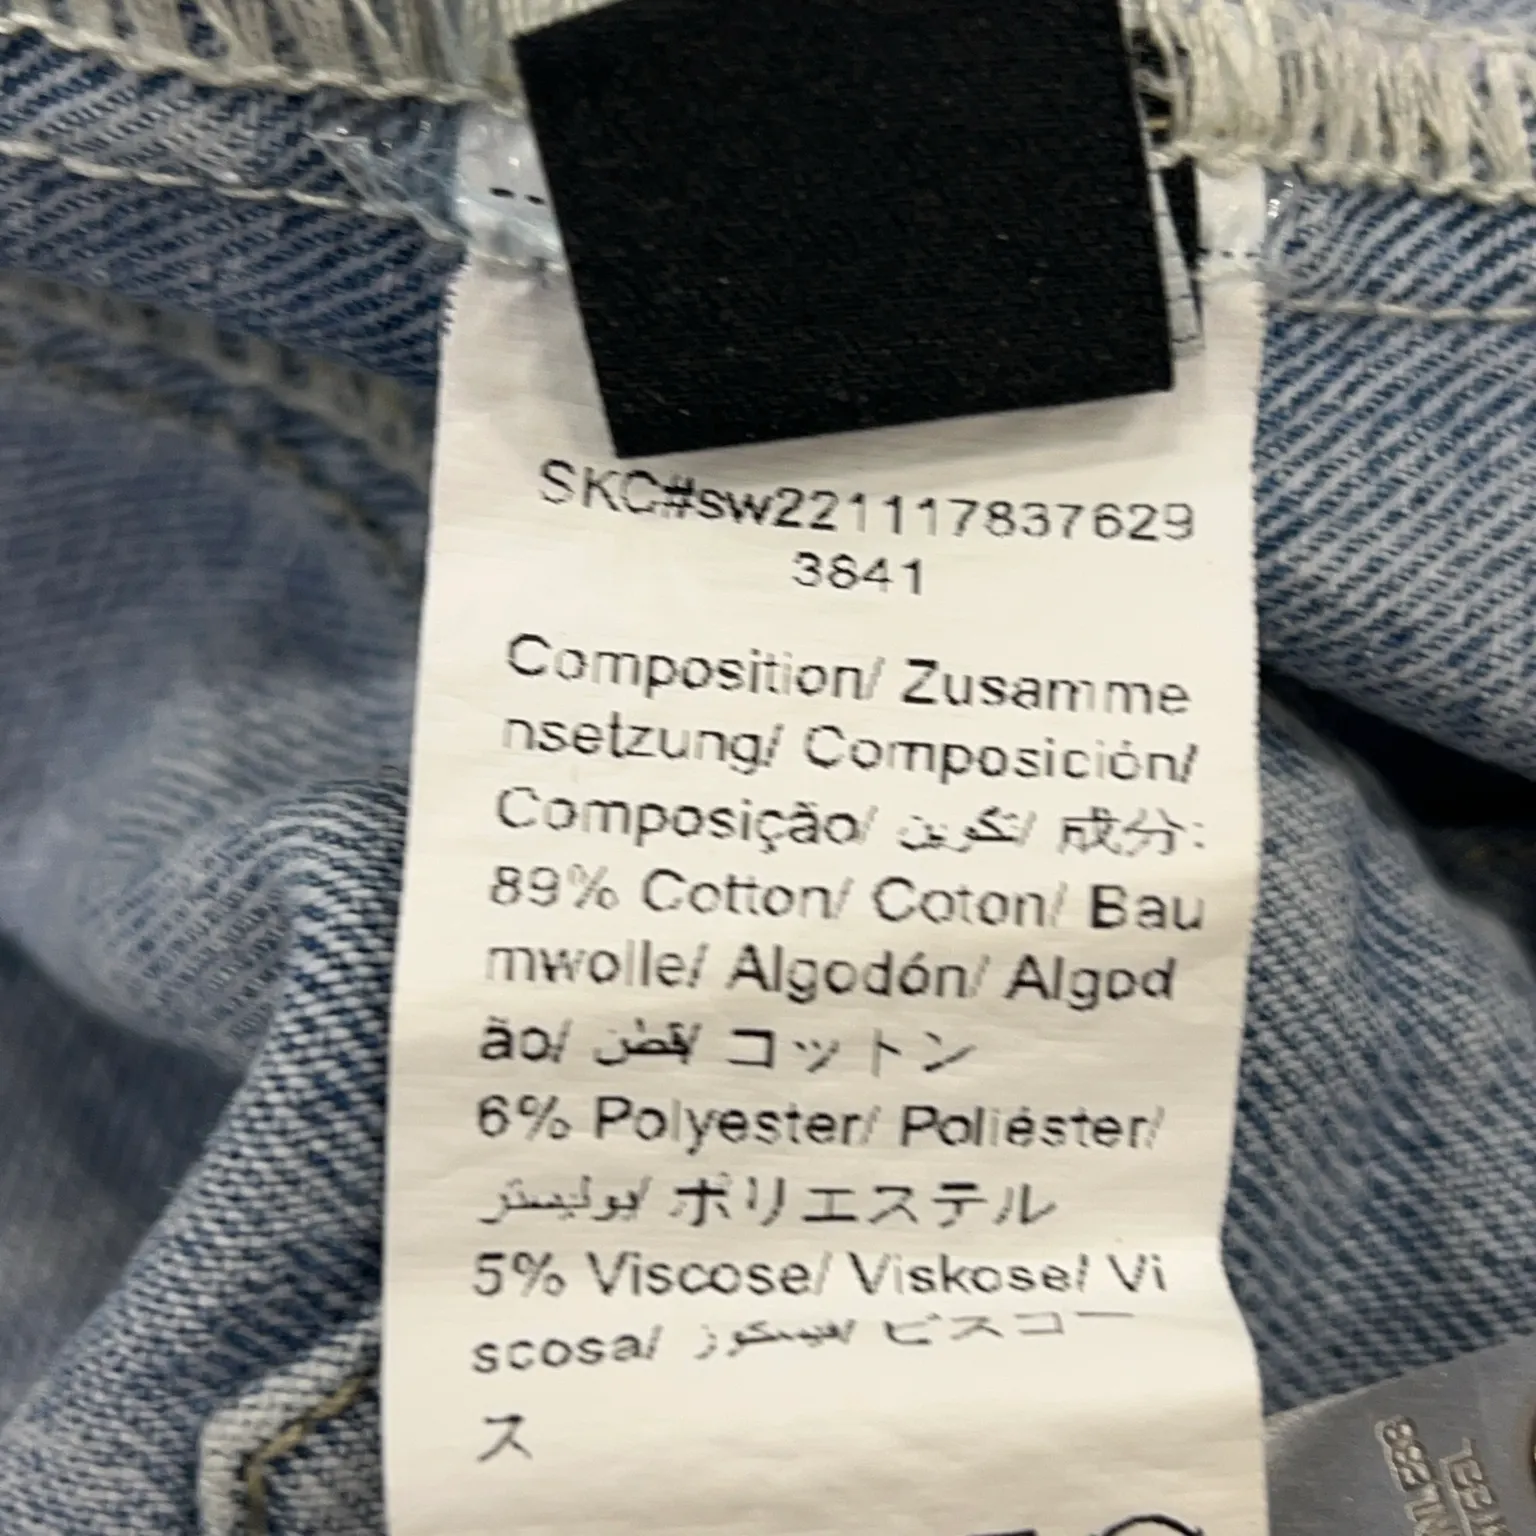 SKC#sw221117837629
3841
Composition/ Zusamme
nsetzung/ Composición/
Composição/ تكوين/ 成分:
89% Cotton/ Coton/ Bau
mwolle/ Algodón/ Algod
ão/ قطن/ コットン
6% Polyester/ Poliéster/
بوليستر/ ポリエステル
5% Viscose/ Viskose/ Vi
scosa/ فيسكوز/ ビスコー
ス